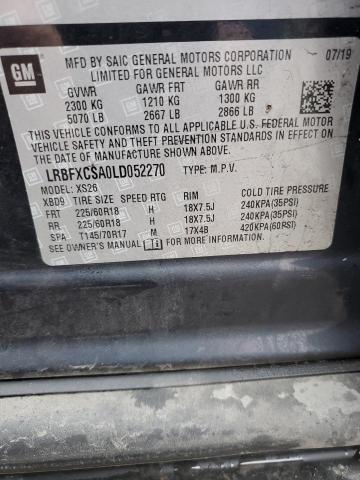 GM
MFD BY SAIC GENERAL MOTORS CORPORATION 07/19
LIMITED FOR GENERAL MOTORS LLC
GVWR GAWR FRT GAWR RR
2300 KG 1210 KG 1300 KG
5070 LB 2667 LB 2866 LB
THIS VEHICLE CONFORMS TO ALL APPLICABLE U.S. FEDERAL MOTOR
VEHICLE SAFETY, BUMPER, AND THEFT PREVENTION STANDARDS
IN EFFECT ON THE DATE OF MANUFACTURE SHOWN ABOVE.
LRBFXCSA0LD052270 TYPE: M.P.V.
MODEL: XS26
XBD9 TIRE SIZE SPEED RTG RIM COLD TIRE PRESSURE
FRT 225/60R18 H 18X7.5J 240KPA(35PSI)
RR 225/60R18 H 18X7.5J 240KPA(35PSI)
SPA T145/70R17 M 17X4B 420KPA(60PSI)
SEE OWNER'S MANUAL FOR MORE INFORMATION.